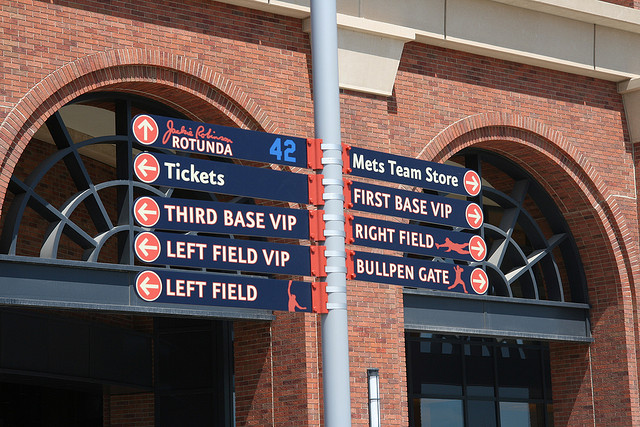 Jackie Robinson
ROTUNDA 42
Tickets
THIRD BASE VIP
LEFT FIELD VIP
LEFT FIELD
Mets Team Store
FIRST BASE VIP
RIGHT FIELD
BULLPEN GATE